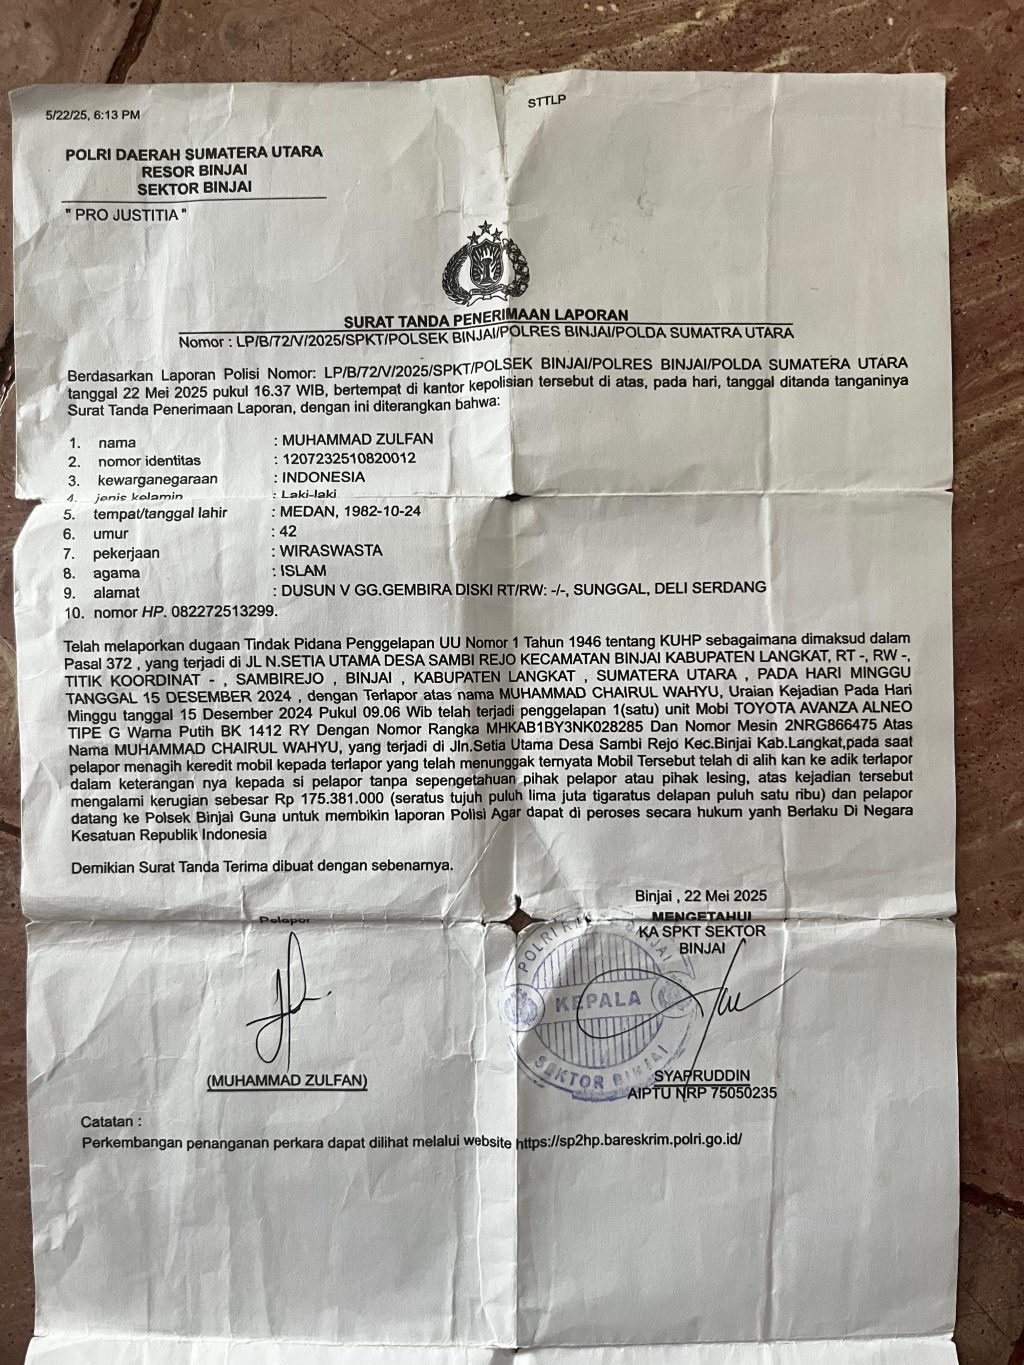 5/22/25, 6:13 PM
STTLP
POLRI DAERAH SUMATERA UTARA
RESOR BINJAI
SEKTOR BINJAI
" PRO JUSTITIA "
SURAT TANDA PENERIMAAN LAPORAN
Nomor : LP/B/72/V/2025/SPKT/POLSEK BINJAI/POLRES BINJAI/POLDA SUMATRA UTARA
Berdasarkan Laporan Polisi Nomor: LP/B/72/V/2025/SPKT/POLSEK BINJAI/POLRES BINJAI/POLDA SUMATERA UTARA
tanggal 22 Mei 2025 pukul 16.37 WIB, bertempat di kantor kepolisian tersebut di atas, pada hari, tanggal ditanda tanganinya
Surat Tanda Penerimaan Laporan, dengan ini diterangkan bahwa:
1. nama : MUHAMMAD ZULFAN
2. nomor identitas : 1207232510820012
3. kewarganegaraan : INDONESIA
4. jenis kelamin : Laki-laki
5. tempat/tanggal lahir : MEDAN, 1982-10-24
6. umur : 42
7. pekerjaan : WIRASWASTA
8. agama : ISLAM
9. alamat : DUSUN V GG.GEMBIRA DISKI RT/RW: -/-, SUNGGAL, DELI SERDANG
10. nomor HP. 082272513299.
Telah melaporkan dugaan Tindak Pidana Penggelapan UU Nomor 1 Tahun 1946 tentang KUHP sebagaimana dimaksud dalam
Pasal 372 , yang terjadi di JL N.SETIA UTAMA DESA SAMBI REJO KECAMATAN BINJAI KABUPATEN LANGKAT, RT -, RW -,
TITIK KOORDINAT - , SAMBIREJO , BINJAI , KABUPATEN LANGKAT , SUMATERA UTARA , PADA HARI MINGGU
TANGGAL 15 DESEMBER 2024 , dengan Terlapor atas nama MUHAMMAD CHAIRUL WAHYU, Uraian Kejadian Pada Hari
Minggu tanggal 15 Desember 2024 Pukul 09.06 Wib telah terjadi penggelapan 1(satu) unit Mobi TOYOTA AVANZA ALNEO
TIPE G Warna Putih BK 1412 RY Dengan Nomor Rangka MHKAB1BY3NK028285 Dan Nomor Mesin 2NRG866475 Atas
Nama MUHAMMAD CHAIRUL WAHYU, yang terjadi di Jln.Setia Utama Desa Sambi Rejo Kec.Binjai Kab.Langkat,pada saat
pelapor menagih keredit mobil kepada terlapor yang telah menunggak ternyata Mobil Tersebut telah di alih kan ke adik terlapor
dalam keterangan nya kepada si pelapor tanpa sepengetahuan pihak pelapor atau pihak lesing, atas kejadian tersebut
mengalami kerugian sebesar Rp 175.381.000 (seratus tujuh puluh lima juta tigaratus delapan puluh satu ribu) dan pelapor
datang ke Polsek Binjai Guna untuk membikin laporan Polisi Agar dapat di peroses secara hukum yanh Berlaku Di Negara
Kesatuan Republik Indonesia
Demikian Surat Tanda Terima dibuat dengan sebenarnya.
Binjai , 22 Mei 2025
Pelapor
MENGETAHUI
KA SPKT SEKTOR
BINJAI
KEPALA
SEKTOR BINJAI
(MUHAMMAD ZULFAN)
SYAFRUDDIN
AIPTU NRP 75050235
Catatan :
Perkembangan penanganan perkara dapat dilihat melalui website https://sp2hp.bareskrim.polri.go.id/